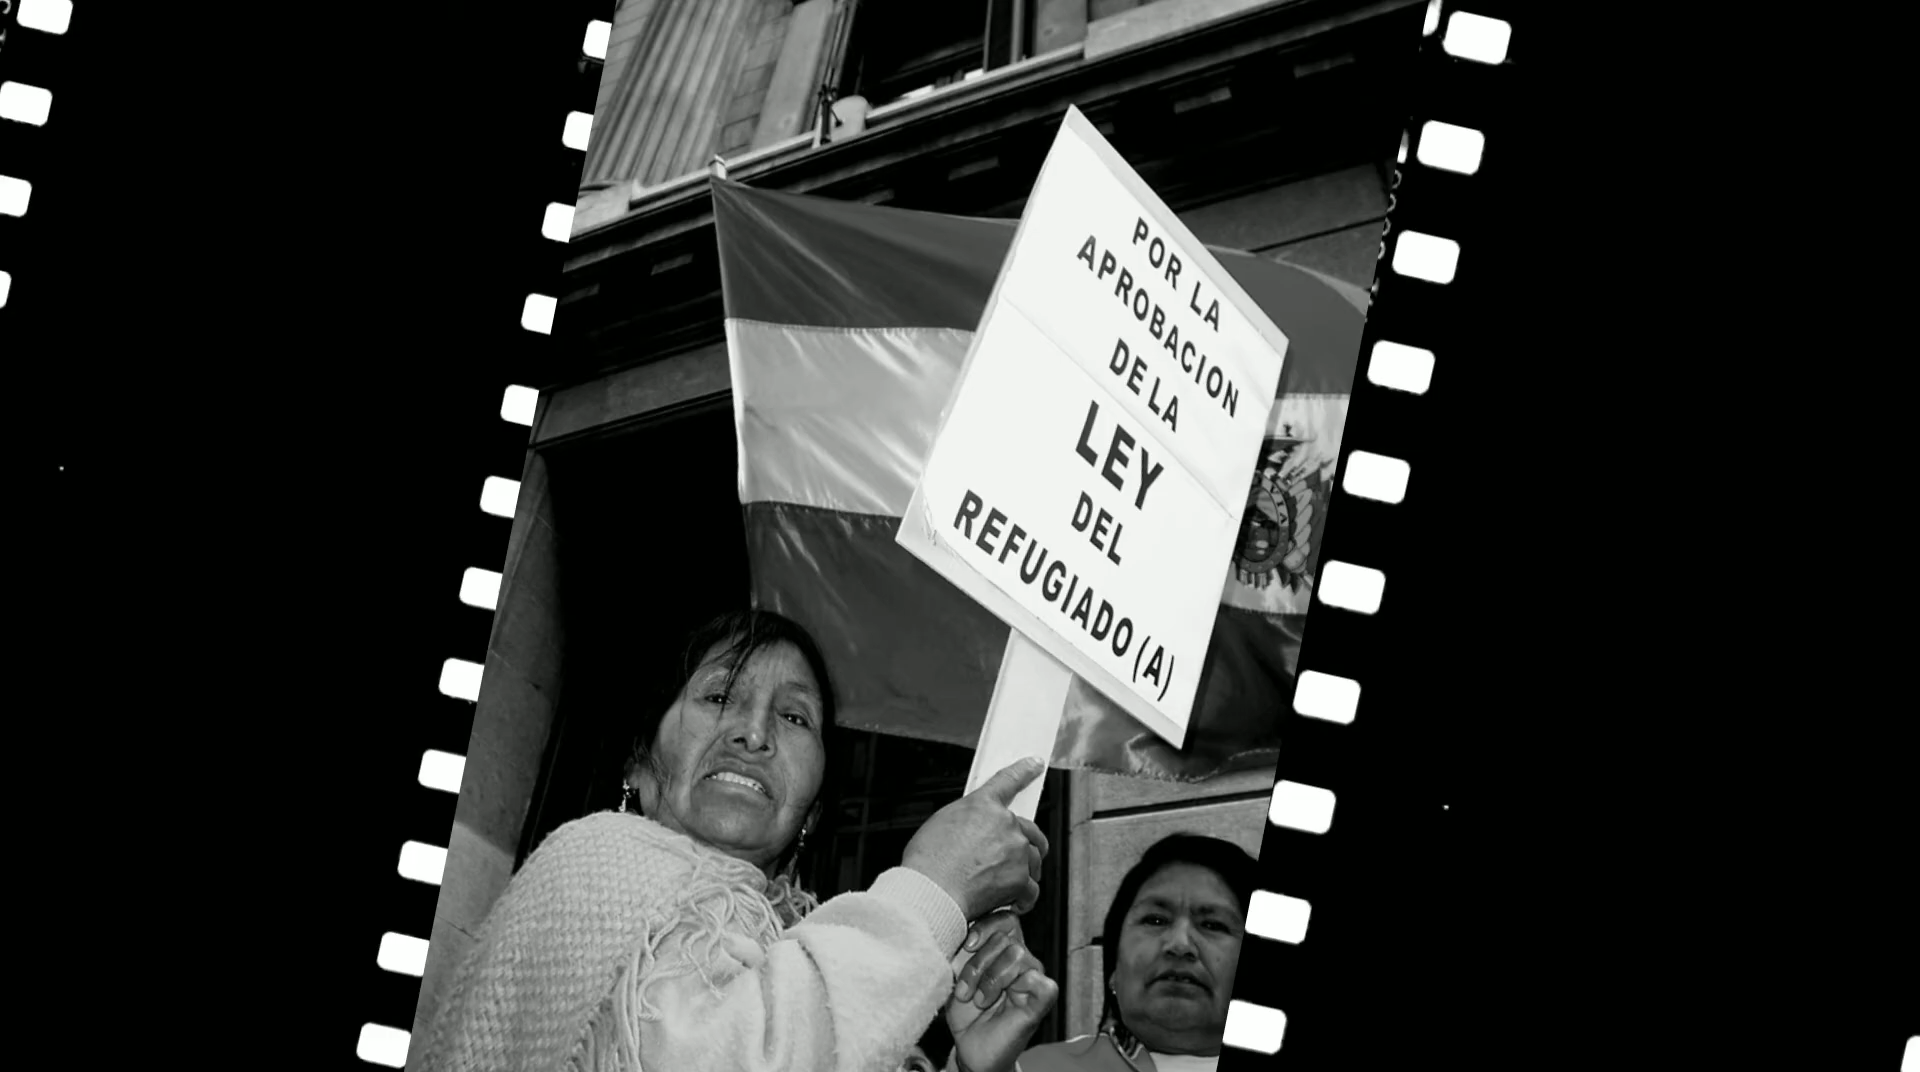 POR LA
APROBACION
DE LA
LEY
DEL
REFUGIADO (A)